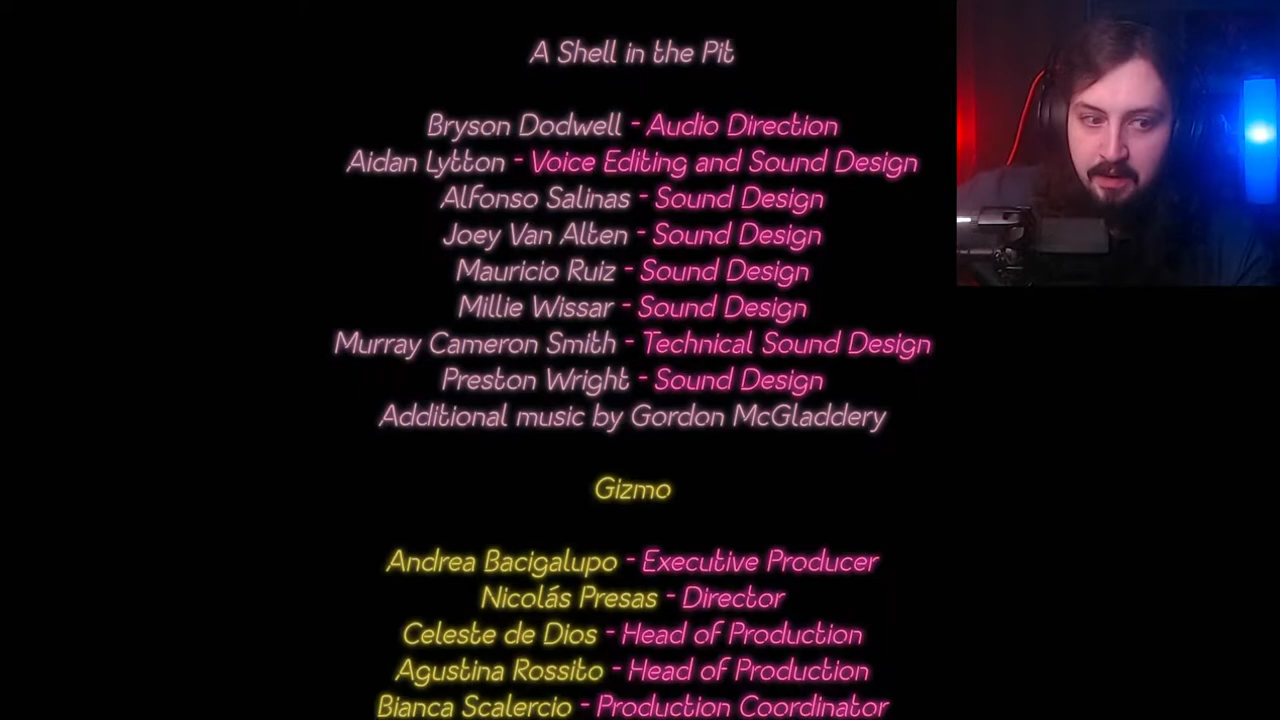 A Shell in the Pit
Bryson Dodwell - Audio Direction
Aidan Lytton - Voice Editing and Sound Design
Alfonso Salinas - Sound Design
Joey Van Alten - Sound Design
Mauricio Ruiz - Sound Design
Millie Wissar - Sound Design
Murray Cameron Smith - Technical Sound Design
Preston Wright - Sound Design
Additional music by Gordon McGladdery
Gizmo
Andrea Bacigalupo - Executive Producer
Nicolás Presas - Director
Celeste de Dios - Head of Production
Agustina Rossito - Head of Production
Bianca Scalercio - Production Coordinator